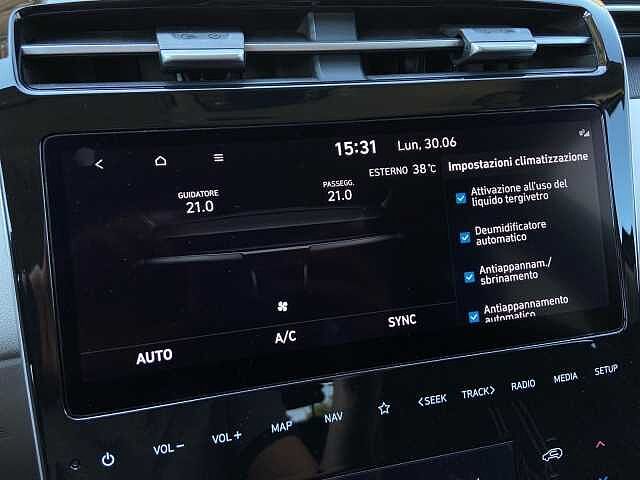 15:31 Lun, 30.06
ESTERNO 38°C
Impostazioni climatizzazione
GUIDATORE
21.0
PASSEGG.
21.0
Attivazione all'uso del
liquido tergivetro
Deumidificatore
automatico
Antiappannam./
sbrinamento
Antiappannamento
automatico
AUTO
A/C
SYNC
VOL −
VOL +
MAP
NAV
<SEEK
TRACK>
RADIO
MEDIA
SETUP